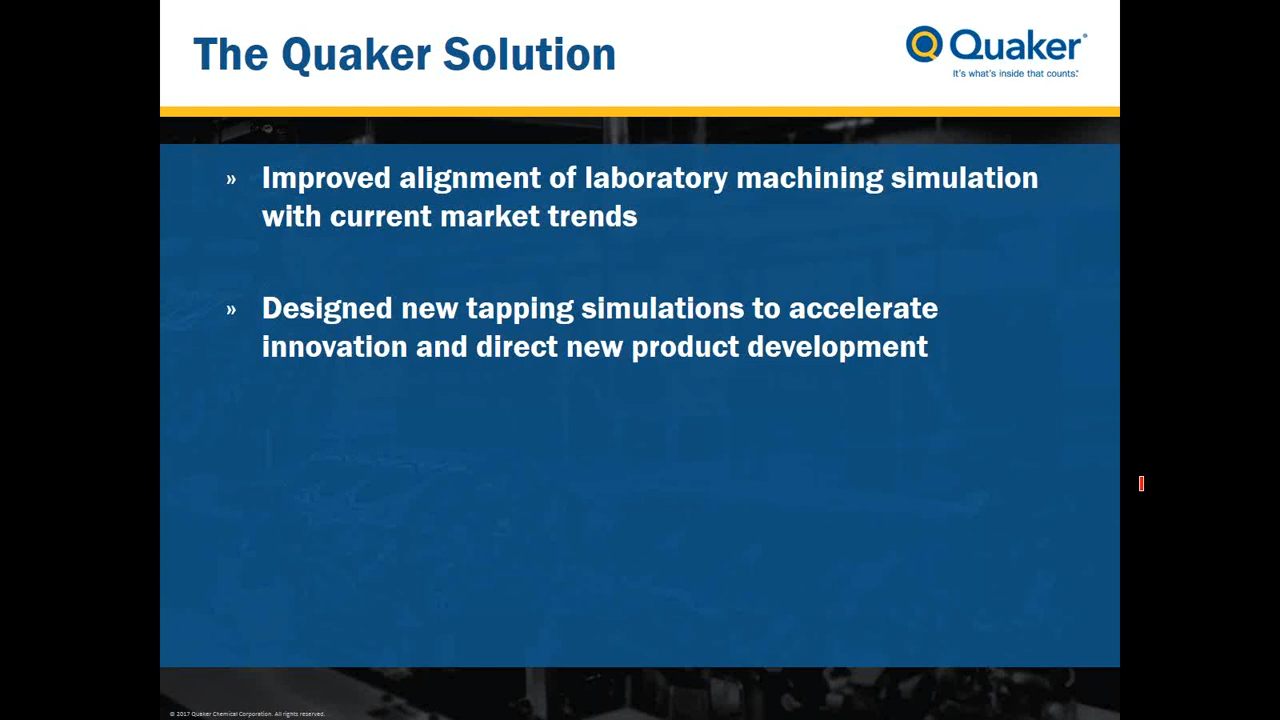 The Quaker Solution
Quaker®
It's what's inside that counts.™
» Improved alignment of laboratory machining simulation
with current market trends
» Designed new tapping simulations to accelerate
innovation and direct new product development
© 2017 Quaker Chemical Corporation. All rights reserved.